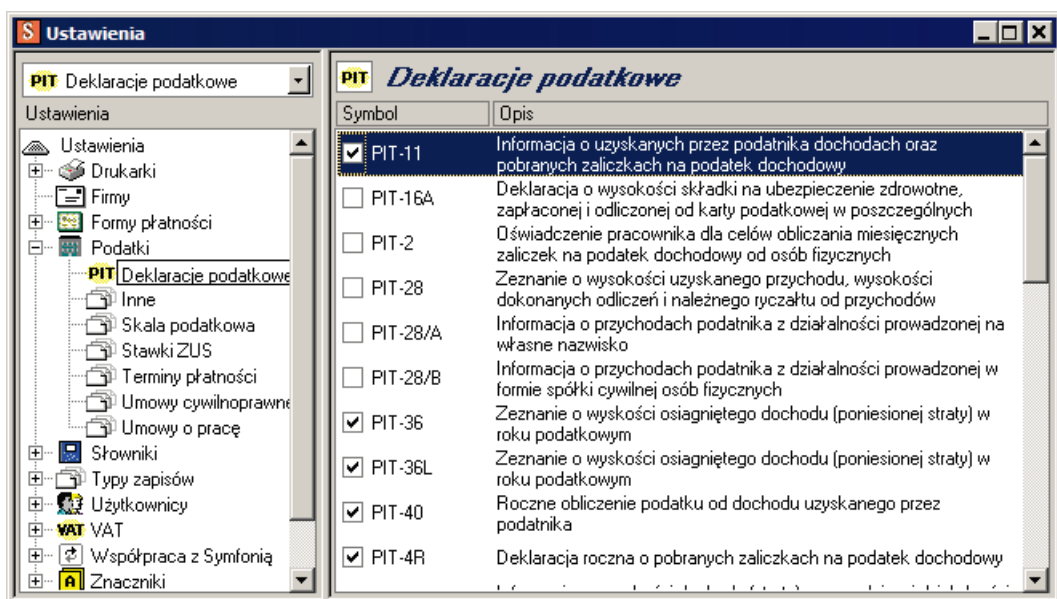 S Ustawienia
PIT Deklaracje podatkowe
Ustawienia
Ustawienia
Drukarki
Firmy
Formy płatności
Podatki
PIT Deklaracje podatkowe
Inne
Skala podatkowa
Stawki ZUS
Terminy płatności
Umowy cywilnoprawne
Umowy o pracę
Słowniki
Typy zapisów
Użytkownicy
VAT VAT
Współpraca z Symfonią
A Znaczniki
PIT Deklaracje podatkowe
Symbol Opis
PIT-11 Informacja o uzyskanych przez podatnika dochodach oraz
pobranych zaliczkach na podatek dochodowy
PIT-16A Deklaracja o wysokości składki na ubezpieczenie zdrowotne,
zapłaconej i odliczonej od karty podatkowej w poszczególnych
PIT-2 Oświadczenie pracownika dla celów obliczania miesięcznych
zaliczek na podatek dochodowy od osób fizycznych
PIT-28 Zeznanie o wysokości uzyskanego przychodu, wysokości
dokonanych odliczeń i należnego ryczałtu od przychodów
PIT-28/A Informacja o przychodach podatnika z działalności prowadzonej na
własne nazwisko
PIT-28/B Informacja o przychodach podatnika z działalności prowadzonej w
formie spółki cywilnej osób fizycznych
PIT-36 Zeznanie o wyskości osiagniętego dochodu (poniesionej straty) w
roku podatkowym
PIT-36L Zeznanie o wyskości osiagniętego dochodu (poniesionej straty) w
roku podatkowym
PIT-40 Roczne obliczenie podatku od dochodu uzyskanego przez
podatnika
PIT-4R Deklaracja roczna o pobranych zaliczkach na podatek dochodowy